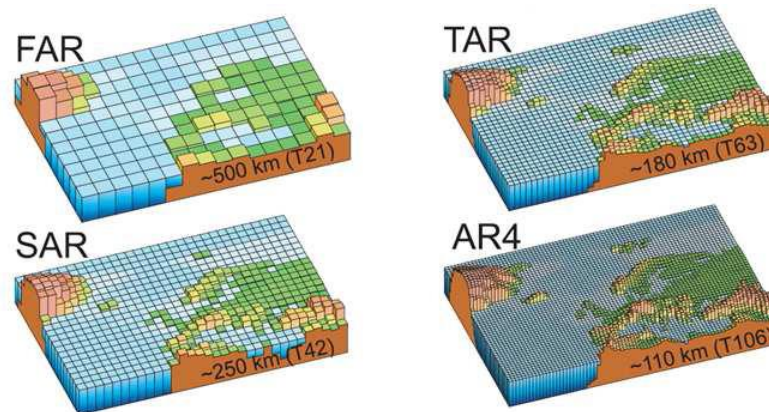 FAR
~500 km (T21)
TAR
~180 km (T63)
SAR
~250 km (T42)
AR4
~110 km (T106)